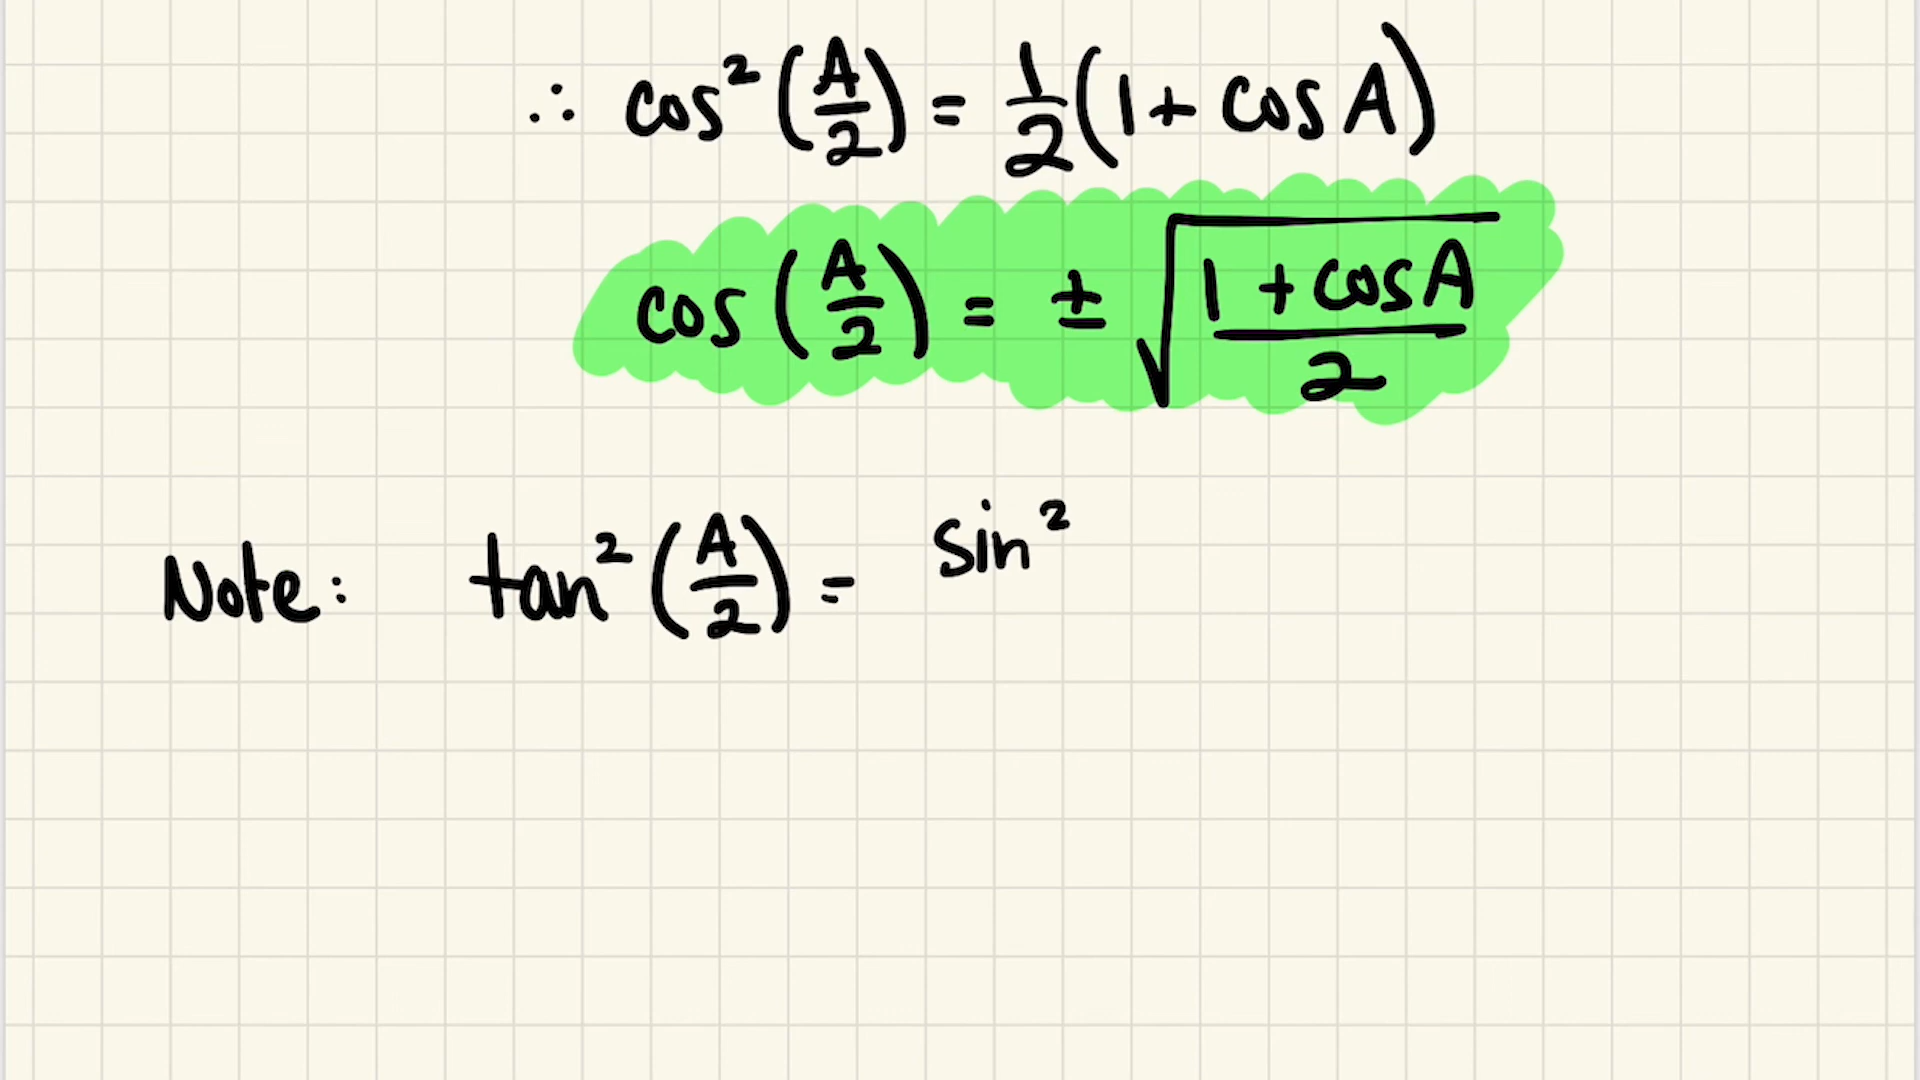 ∴ cos²(A/2) = 1/2(1 + cos A)
cos(A/2) = ± √((1 + cos A)/2)
Note: tan²(A/2) = sin²